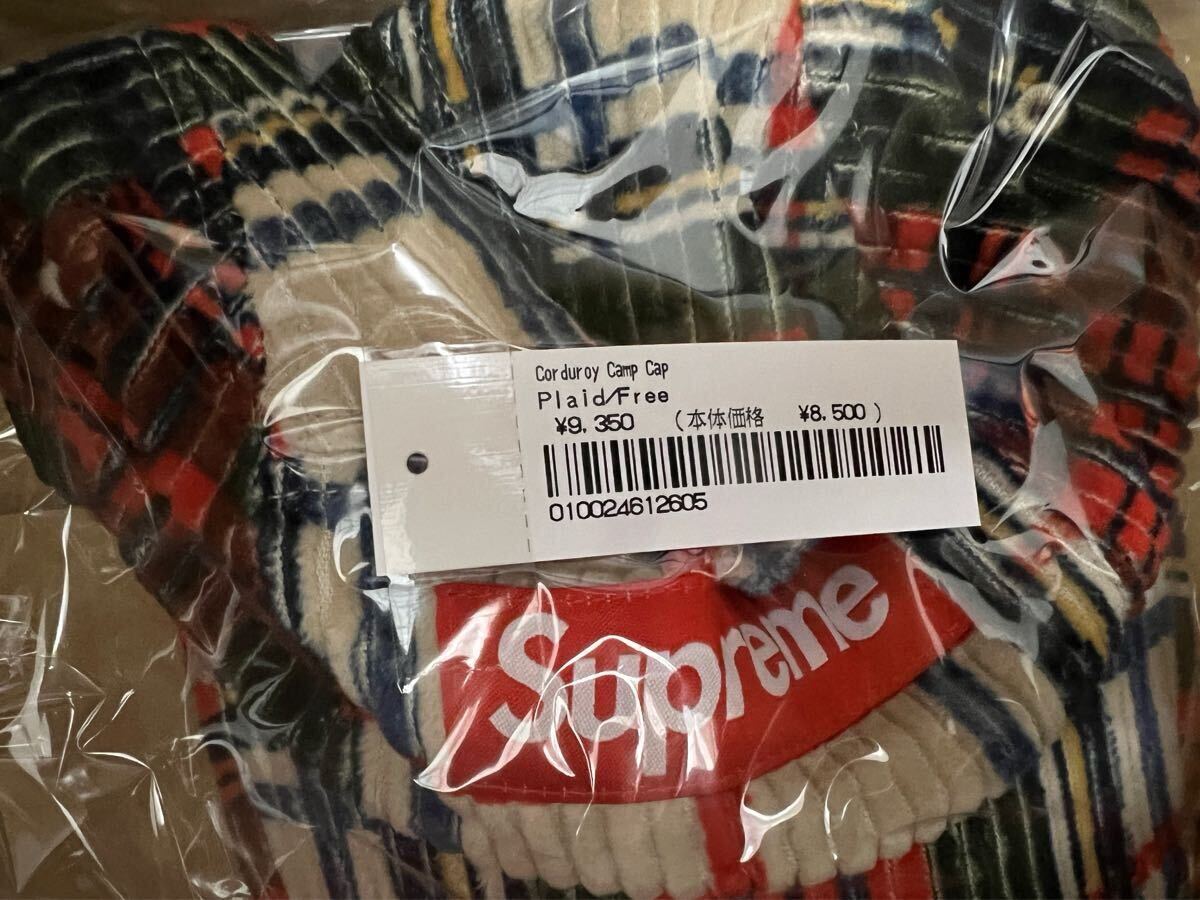 Corduroy Camp Cap
Plaid/Free
¥9,350 (本体価格 ¥8,500 )
010024612605
Supreme